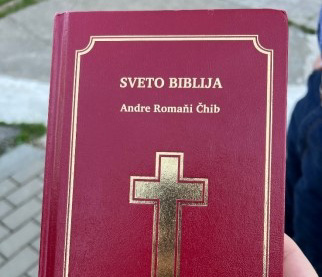 SVETO BIBLIJA
Andre Romaňi Čhib